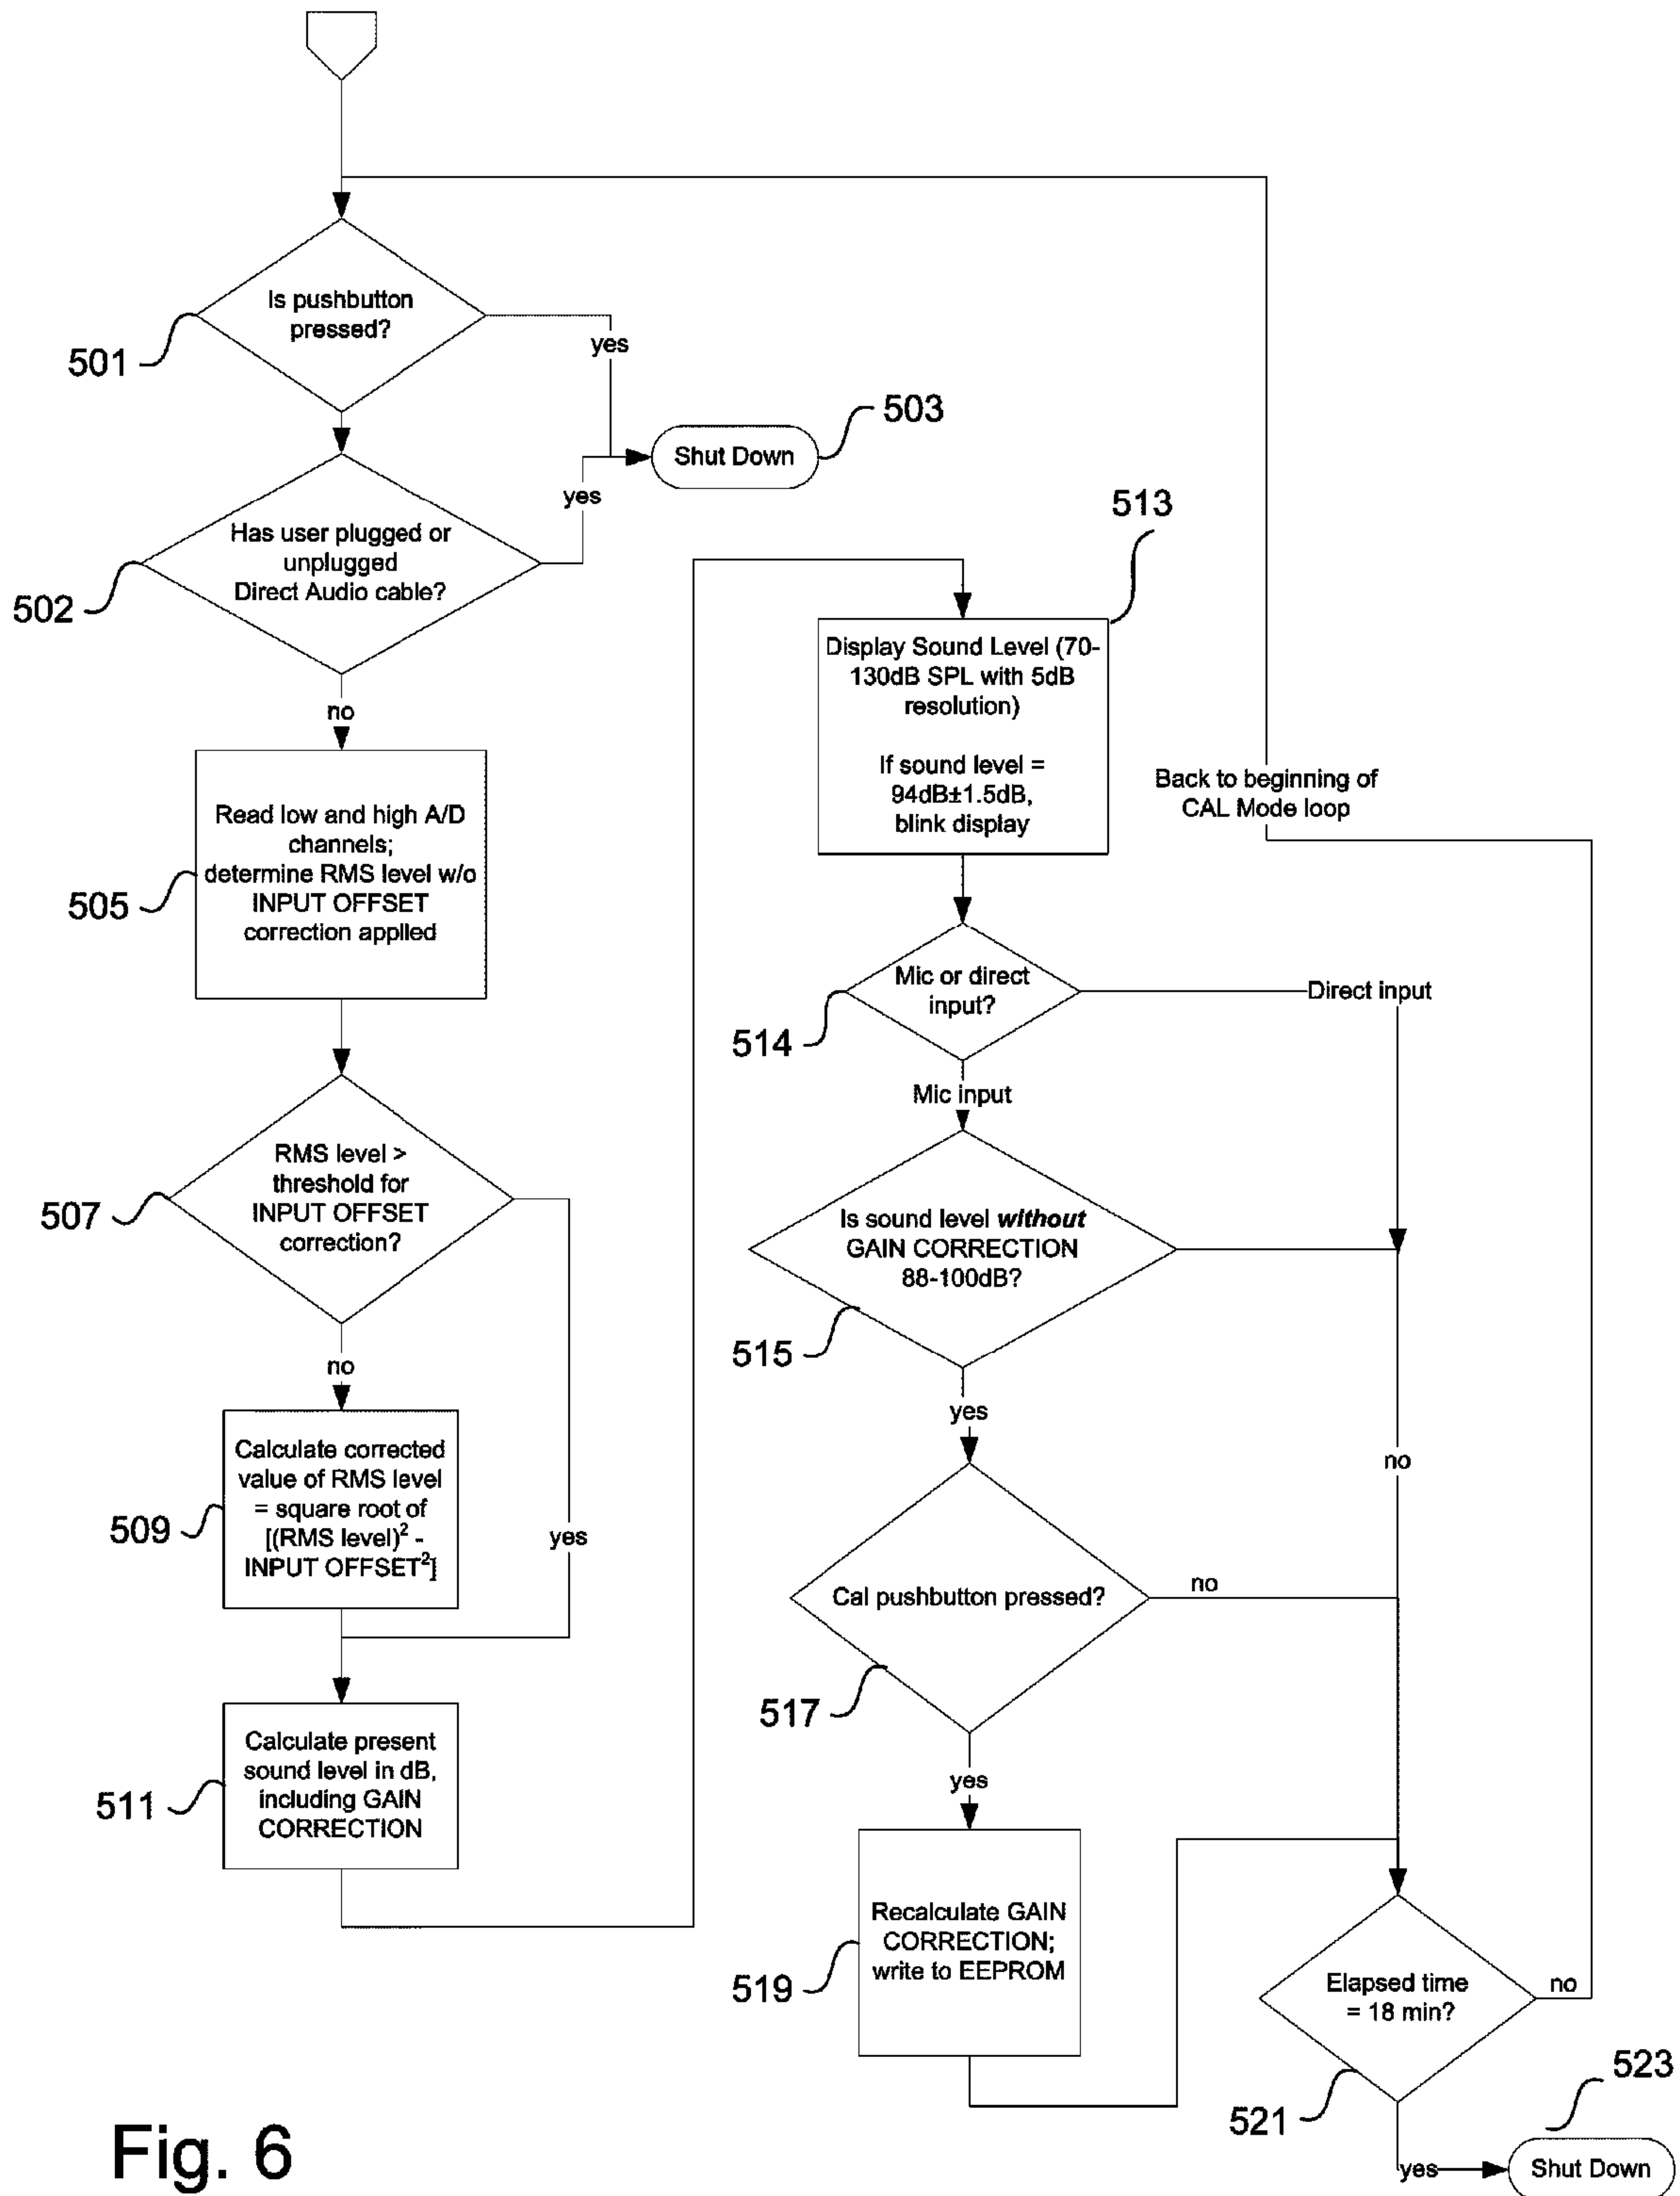 Is pushbutton
pressed?
501
yes
503
Shut Down
yes
Has user plugged or
unplugged
Direct Audio cable?
502
no
Read low and high A/D
channels;
determine RMS level w/o
INPUT OFFSET
correction applied
505
RMS level >
threshold for
INPUT OFFSET
correction?
507
no
Calculate corrected
value of RMS level
= square root of
[(RMS level)² -
INPUT OFFSET²]
509
yes
Calculate present
sound level in dB,
including GAIN
CORRECTION
511
513
Display Sound Level (70-
130dB SPL with 5dB
resolution)
If sound level =
94dB±1.5dB,
blink display
Back to beginning of
CAL Mode loop
Mic or direct
input?
Direct input
514
Mic input
Is sound level without
GAIN CORRECTION
88-100dB?
515
yes
no
Cal pushbutton pressed?
no
517
yes
Recalculate GAIN
CORRECTION;
write to EEPROM
519
Elapsed time
= 18 min?
no
521
523
yes
Shut Down
Fig. 6